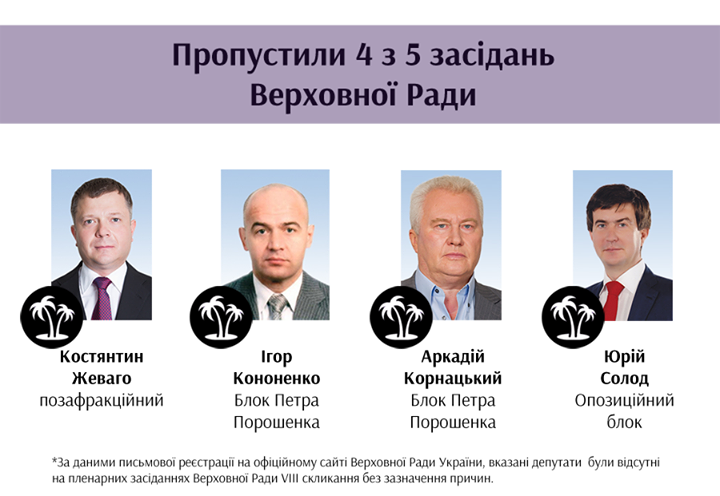 Пропустили 4 з 5 засідань
Верховної Ради
Костянтин
Жеваго
позафракційний
Ігор
Кононенко
Блок Петра
Порошенка
Аркадій
Корнацький
Блок Петра
Порошенка
Юрій
Солод
Опозиційний
блок
*За даними письмової реєстрації на офіційному сайті Верховної Ради України, вказані депутати були відсутні
на пленарних засіданнях Верховної Ради VIII скликання без зазначення причин.